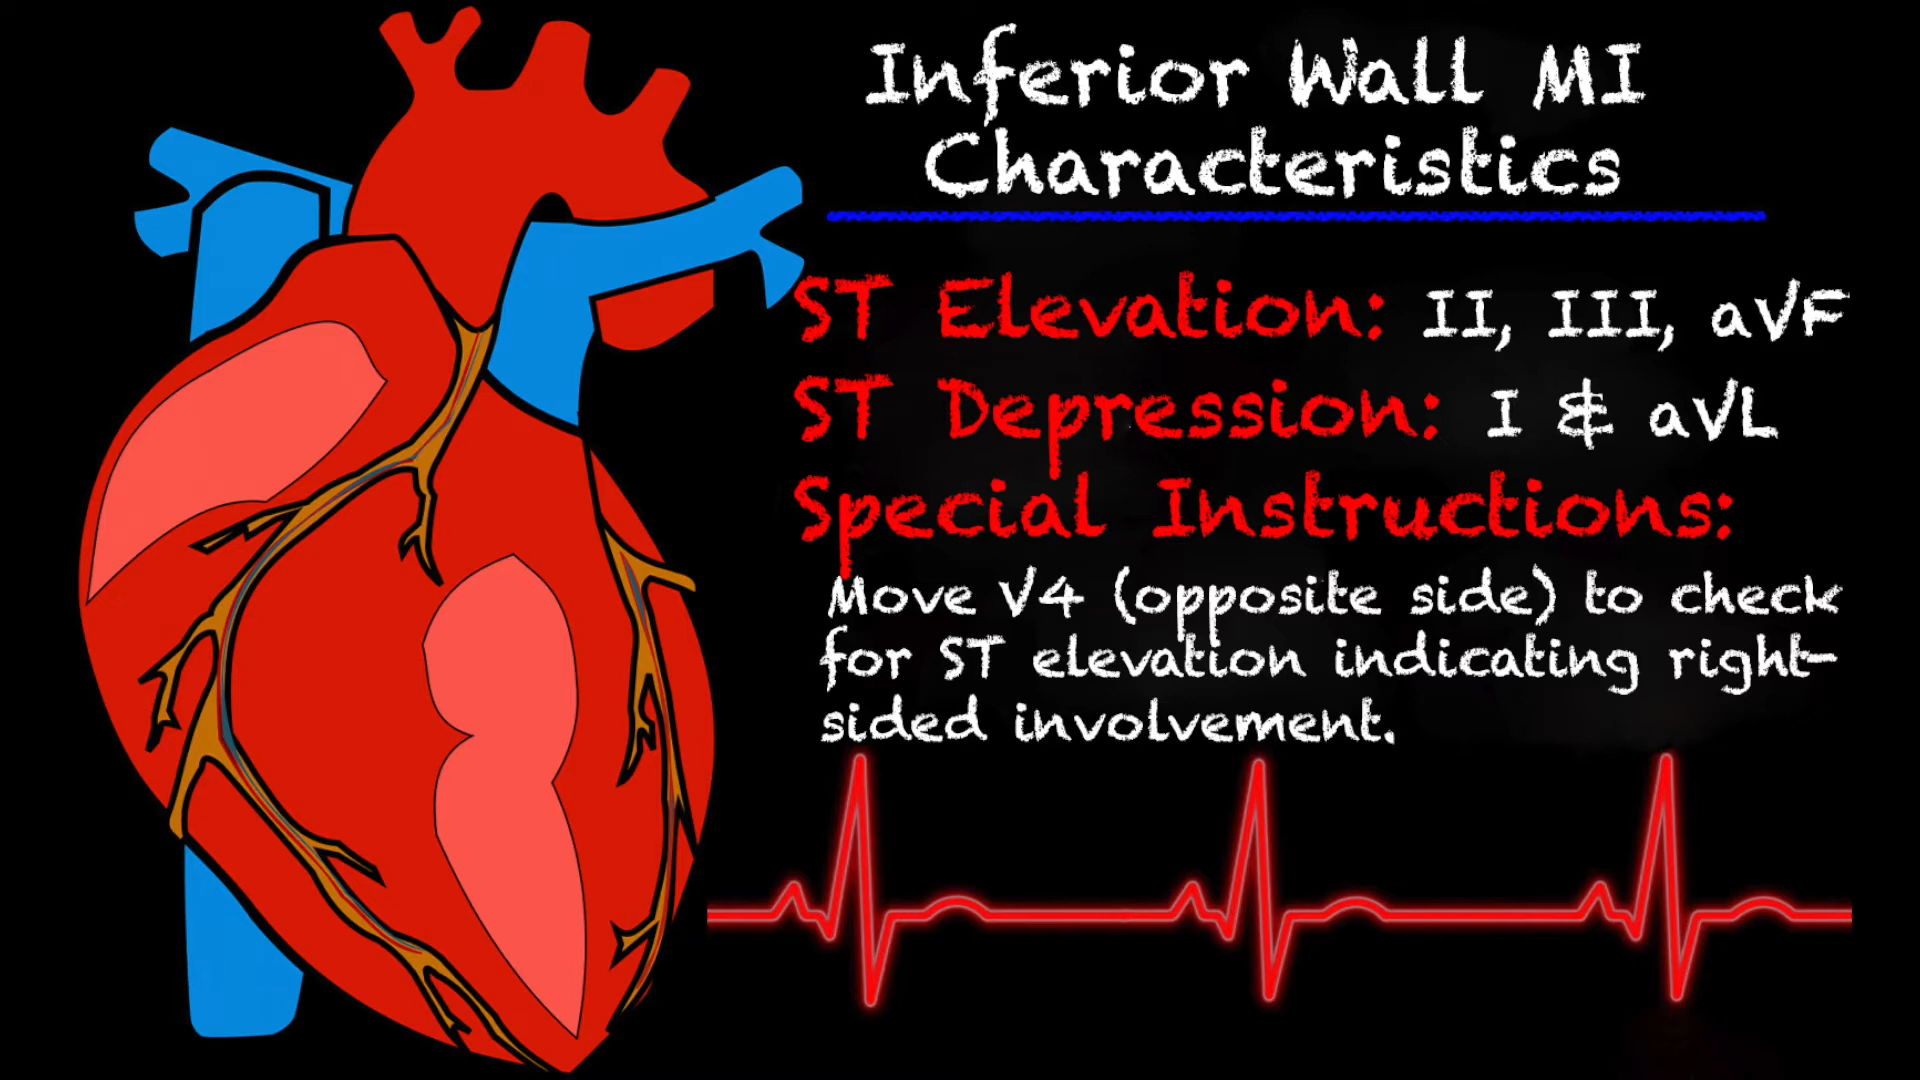 Inferior Wall MI
Characteristics
ST Elevation: II, III, aVF
ST Depression: I & aVL
Special Instructions:
Move V4 (opposite side) to check
for ST elevation indicating right-
sided involvement.